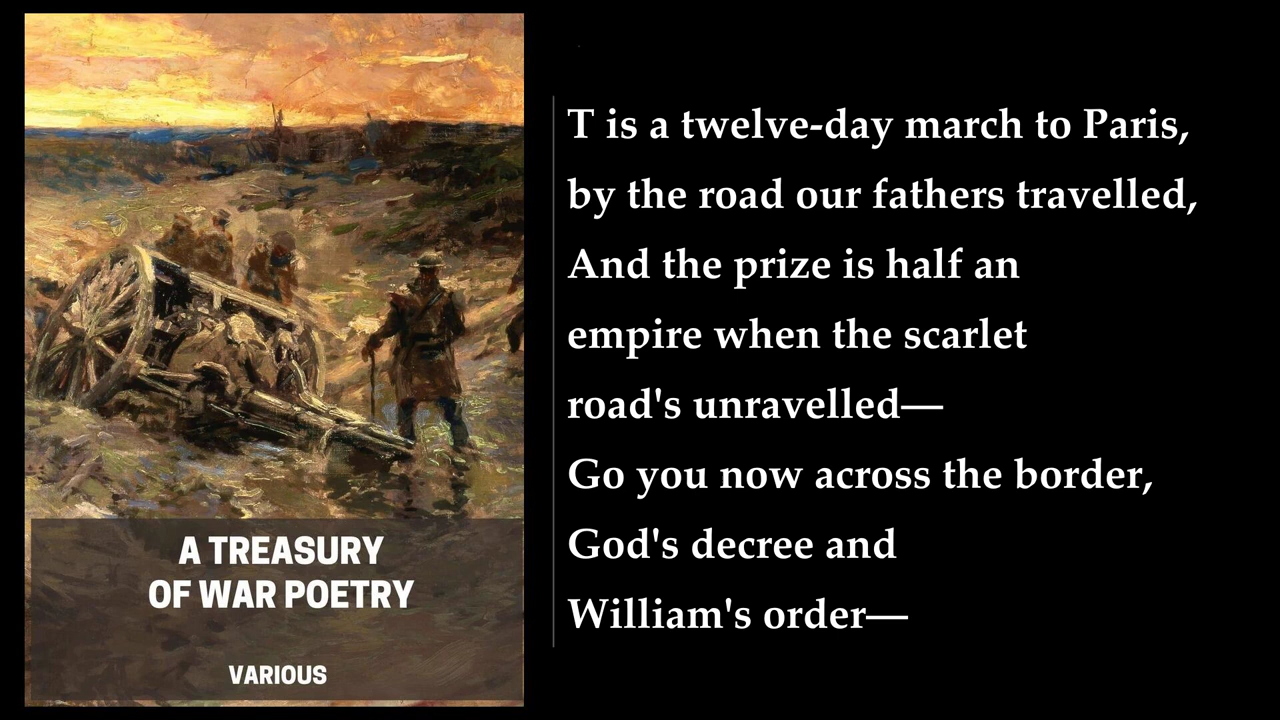 A TREASURY
OF WAR POETRY
VARIOUS
T is a twelve-day march to Paris,
by the road our fathers travelled,
And the prize is half an
empire when the scarlet
road's unravelled—
Go you now across the border,
God's decree and
William's order—